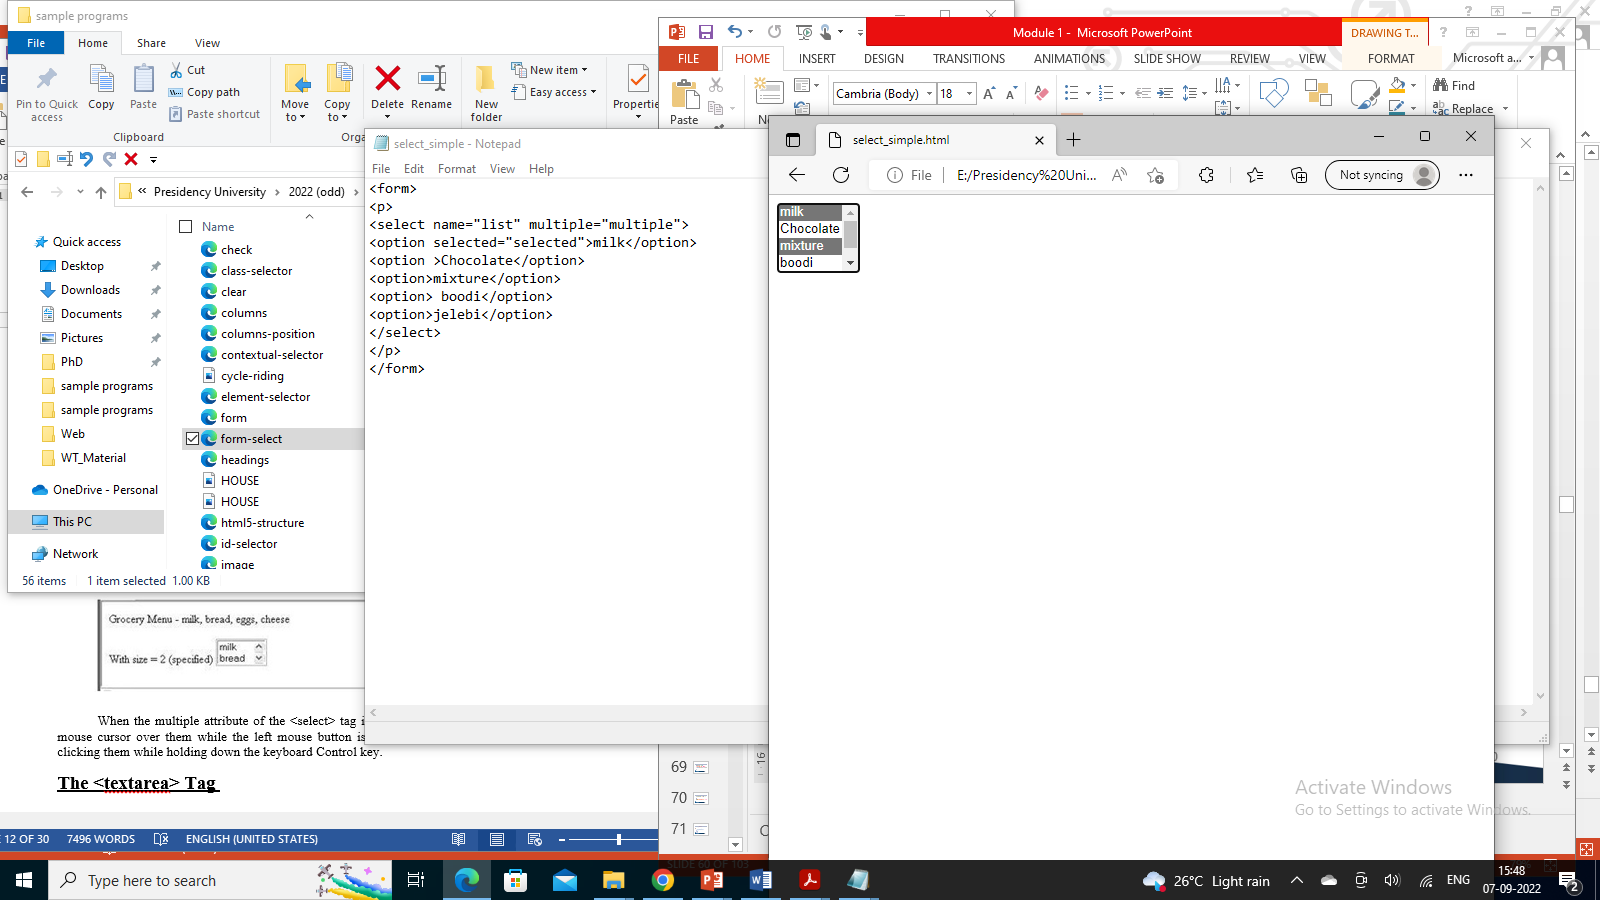 sample programs
File
Home
Share
View
Pin to Quick access
Copy
Paste
Cut
Copy path
Paste shortcut
Clipboard
Move to
Copy to
Delete
Rename
New folder
New item
Easy access
Presidency University
2022 (odd)
Quick access
Desktop
Downloads
Documents
Pictures
PhD
sample programs
sample programs
Web
WT_Material
OneDrive - Personal
This PC
Network
Name
check
class-selector
clear
columns
columns-position
contextual-selector
cycle-riding
element-selector
form
form-select
headings
HOUSE
HOUSE
html5-structure
id-selector
image
56 items
1 item selected
1.00 KB
select_simple - Notepad
File
Edit
Format
View
Help
<form>
<p>
<select name="list" multiple="multiple">
<option selected="selected">milk</option>
<option >Chocolate</option>
<option>mixture</option>
<option> boodi</option>
<option>jelebi</option>
</select>
</p>
</form>
Module 1 - Microsoft PowerPoint
DRAWING T...
FILE
HOME
INSERT
DESIGN
TRANSITIONS
ANIMATIONS
SLIDE SHOW
REVIEW
VIEW
FORMAT
Microsoft a...
Paste
Cambria (Body)
18
Find
Replace
select_simple.html
File
E:/Presidency%20Uni...
Not syncing
milk
Chocolate
mixture
boodi
Grocery Menu - milk, bread, eggs, cheese
With size = 2 (specified)
milk
bread
When the multiple attribute of the <select> tag
mouse cursor over them while the left mouse button is
clicking them while holding down the keyboard Control key.
The <textarea> Tag
69
70
71
16
12 OF 30
7496 WORDS
ENGLISH (UNITED STATES)
SLIDE 60 OF 103
Activate Windows
Go to Settings to activate Windows.
Type here to search
26°C
Light rain
ENG
15:48
07-09-2022
2